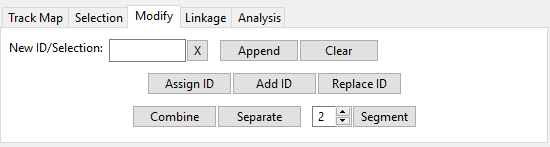 Track Map Selection Modify Linkage Analysis
New ID/Selection: X Append Clear
Assign ID Add ID Replace ID
Combine Separate 2 Segment